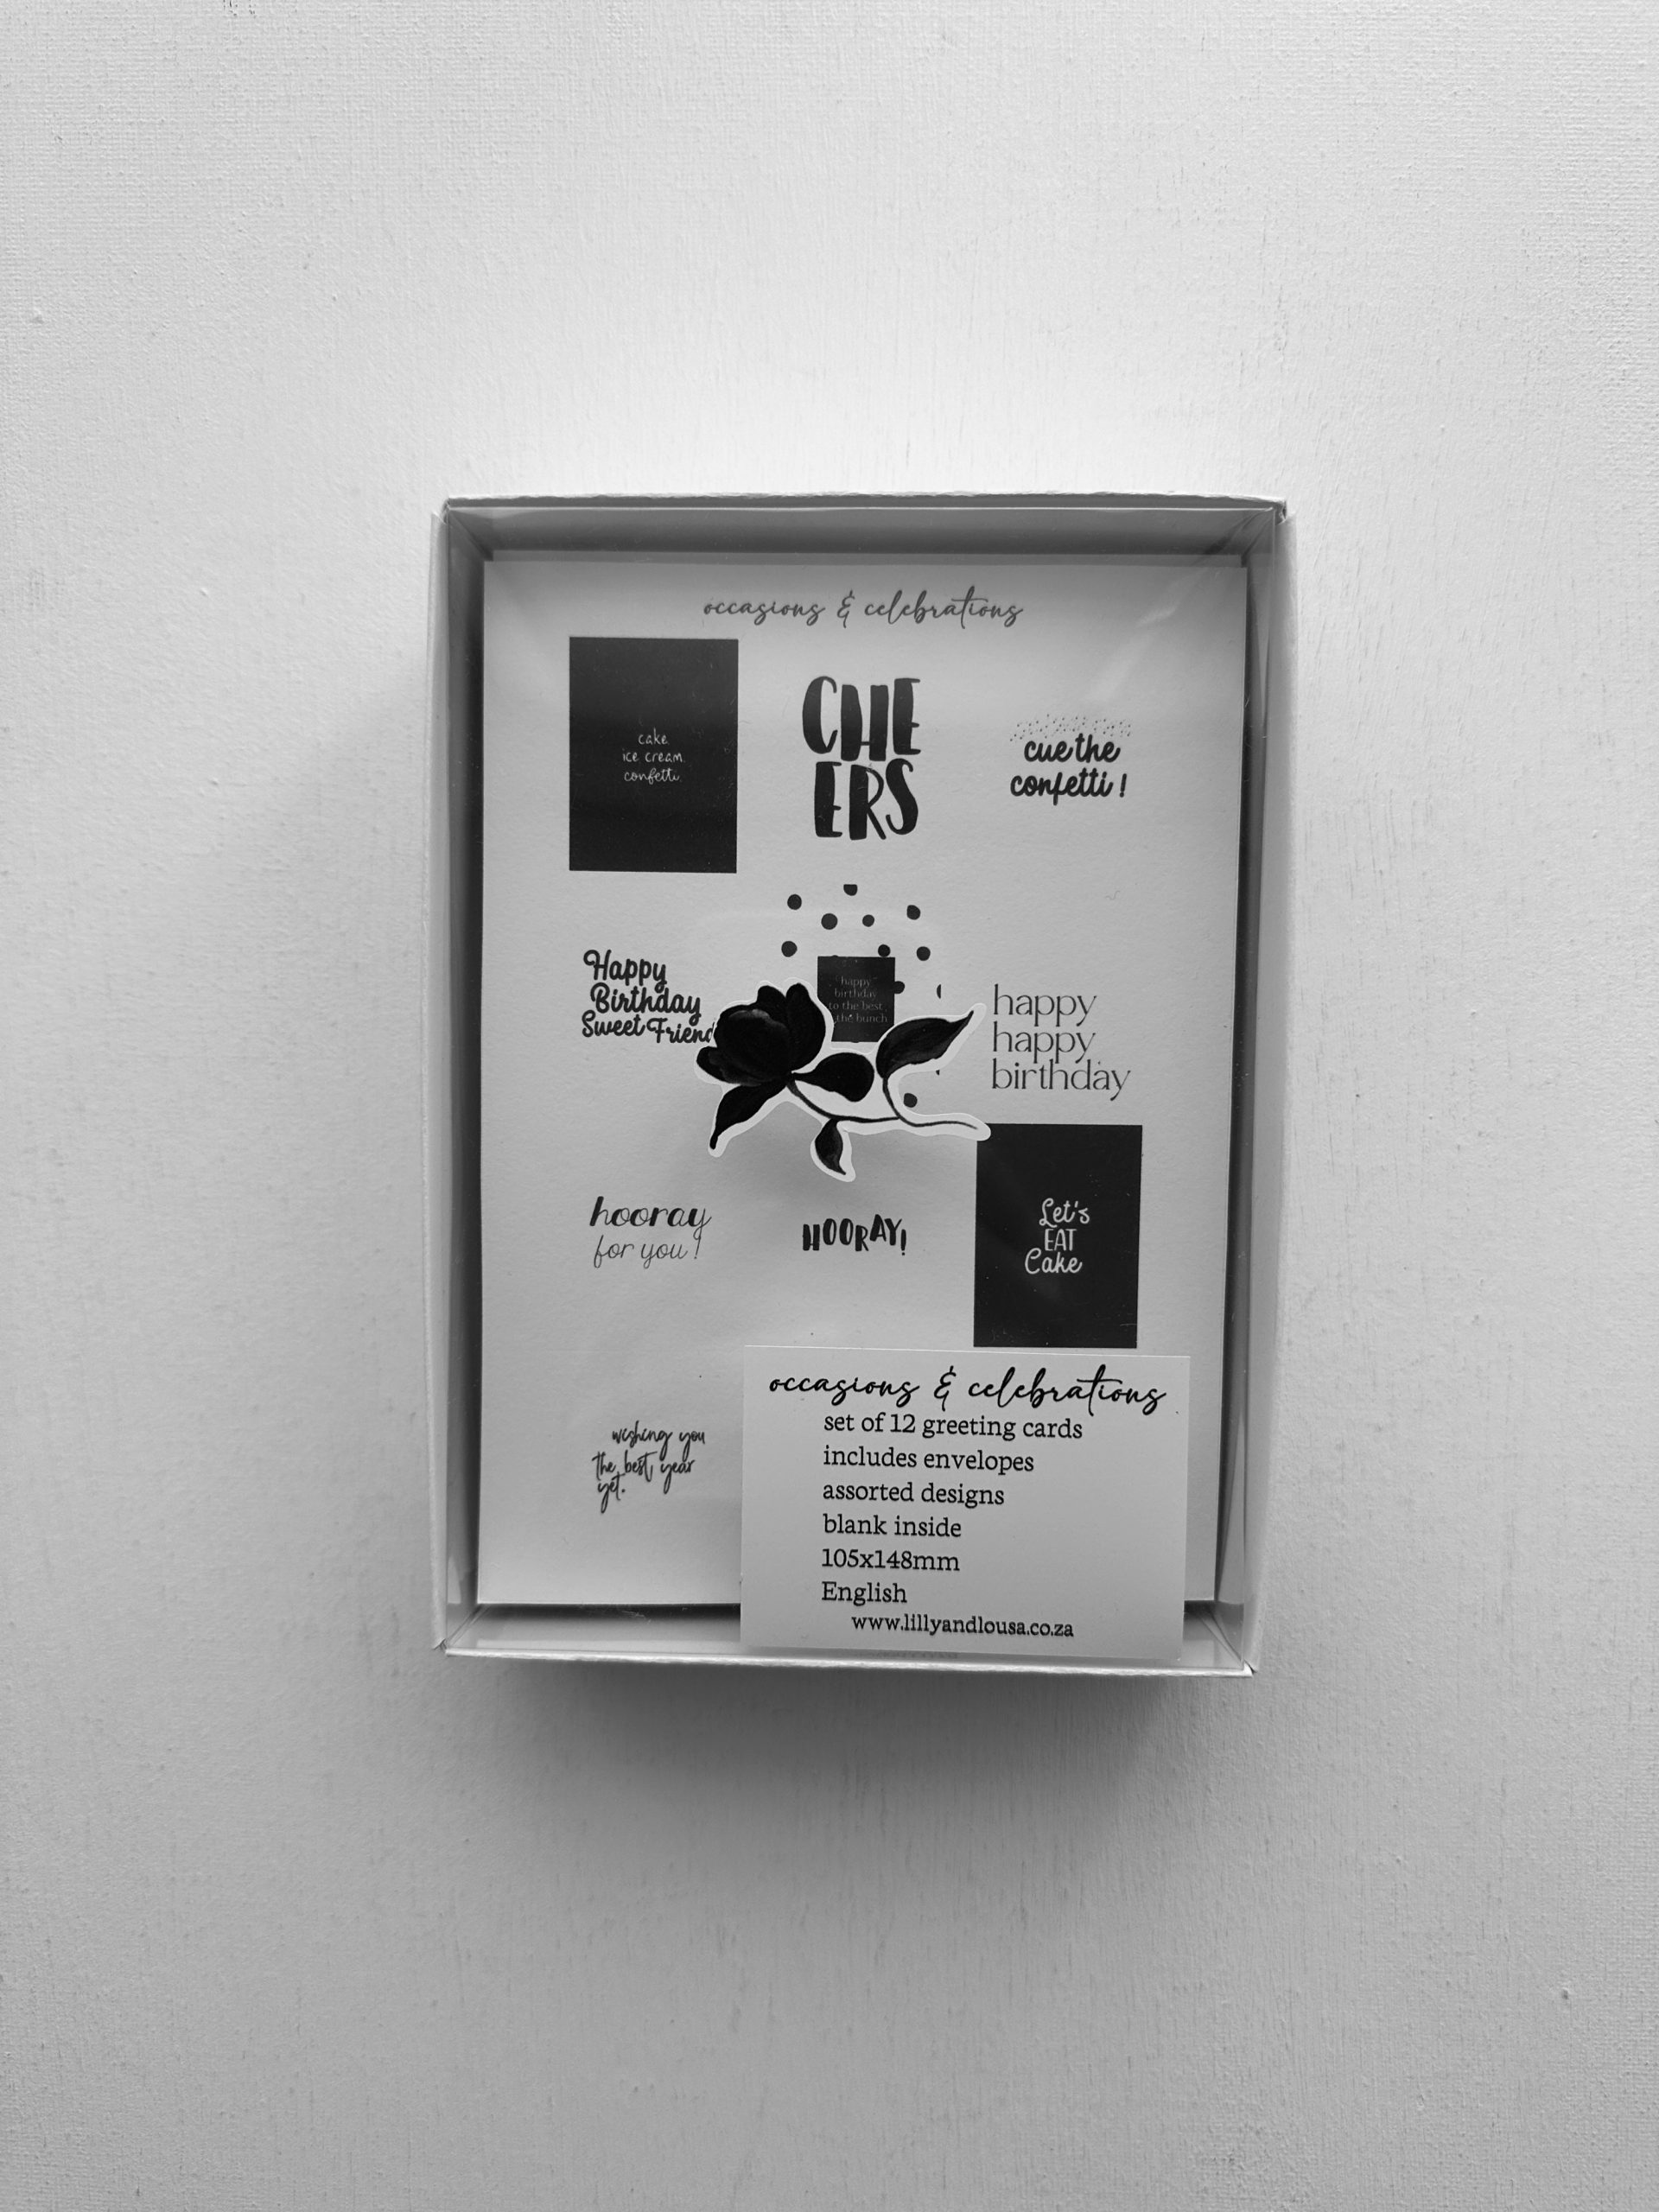 occasions & celebrations
cake.
ice cream.
confetti.
CHE
ERS
cue the
confetti!
Happy
Birthday
Sweet Friend
happy
birthday
to the best
the bunch
happy
happy
birthday
hooray
for you!
HOORAY!
Let's
EAT
Cake
wishing you
the best year
yet.
occasions & celebrations
set of 12 greeting cards
includes envelopes
assorted designs
blank inside
105x148mm
English
www.lillyandlousa.co.za